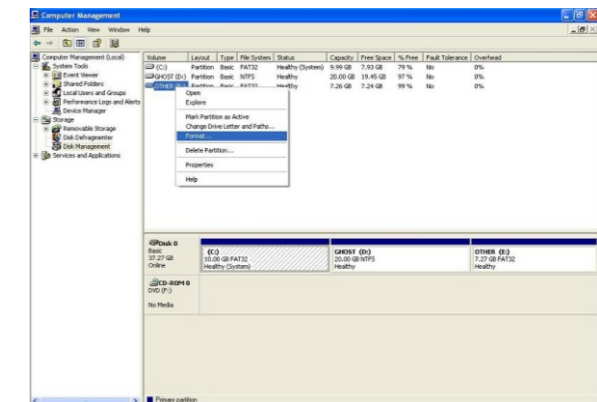 Computer Management
File Action View Window Help
Computer Management (Local)
System Tools
Event Viewer
Shared Folders
Local Users and Groups
Performance Logs and Alerts
Device Manager
Storage
Removable Storage
Disk Defragmenter
Disk Management
Services and Applications
Volume Layout Type File System Status Capacity Free Space % Free Fault Tolerance Overhead
(C:) Partition Basic FAT32 Healthy (System) 9.99 GB 7.93 GB 79 % No 0%
GHOST (D:) Partition Basic NTFS Healthy 20.00 GB 19.45 GB 97 % No 0%
OTHER Partition Basic FAT32 Healthy 7.26 GB 7.24 GB 99 % No 0%
Open
Explore
Mark Partition as Active
Change Drive Letter and Paths...
Format...
Delete Partition...
Properties
Help
Disk 0
Basic
37.27 GB
Online
(C:)
10.00 GB FAT32
Healthy (System)
GHOST (D:)
20.00 GB NTFS
Healthy
OTHER (E:)
7.27 GB FAT32
Healthy
CD-ROM 0
DVD (F:)
No Media
Primary partition